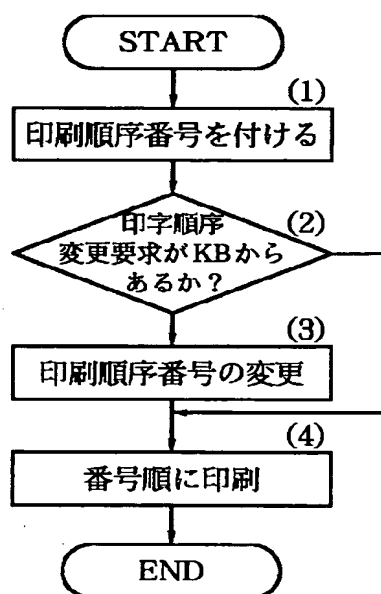 START
(1)
印刷順序番号を付ける
(2)
印字順序
変更要求がKBから
あるか？
(3)
印刷順序番号の変更
(4)
番号順に印刷
END